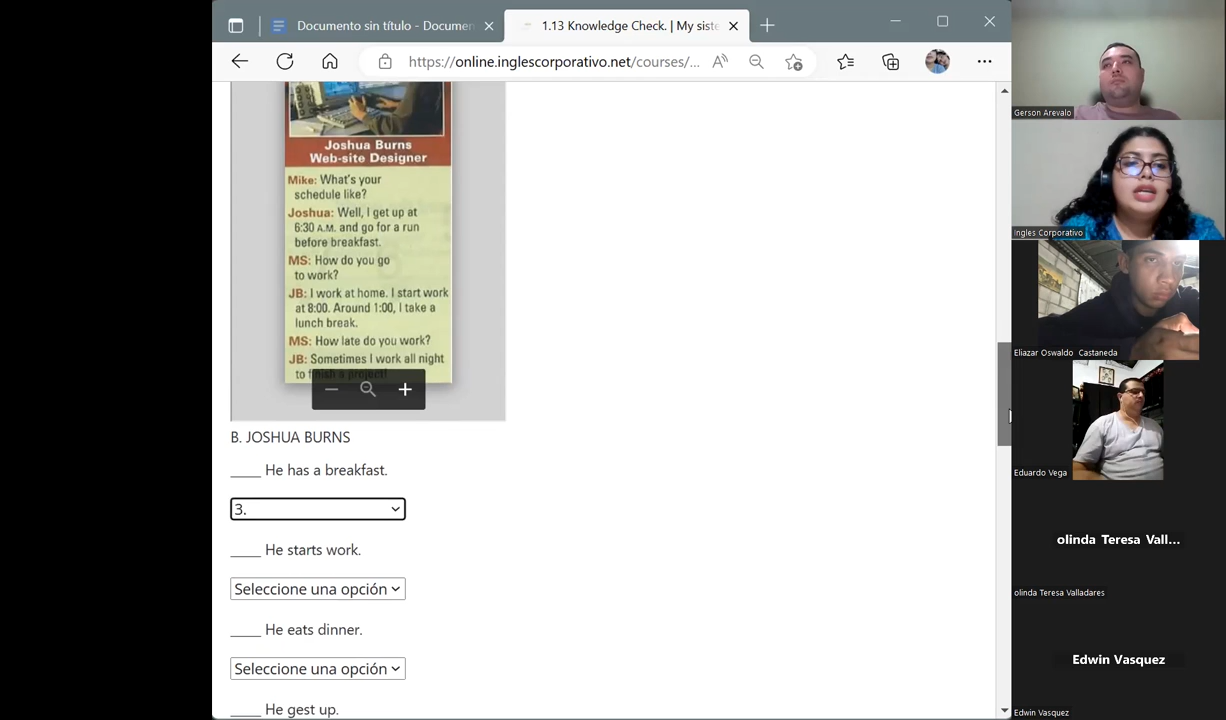 Documento sin título - Documen
1.13 Knowledge Check. | My siste
https://online.inglescorporativo.net/courses/...
Joshua Burns
Web-site Designer
Mike: What's your
schedule like?
Joshua: Well, I get up at
6:30 A.M. and go for a run
before breakfast.
MS: How do you go
to work?
JB: I work at home. I start work
at 8:00. Around 1:00, I take a
lunch break.
MS: How late do you work?
JB: Sometimes I work all night
to finish a project!
B. JOSHUA BURNS
____ He has a breakfast.
3.
____ He starts work.
Seleccione una opción
____ He eats dinner.
Seleccione una opción
____ He gest up.
Gerson Arevalo
Ingles Corporativo
Eliazar Oswaldo Castaneda
Eduardo Vega
olinda Teresa Vall...
olinda Teresa Valladares
Edwin Vasquez
Edwin Vasquez